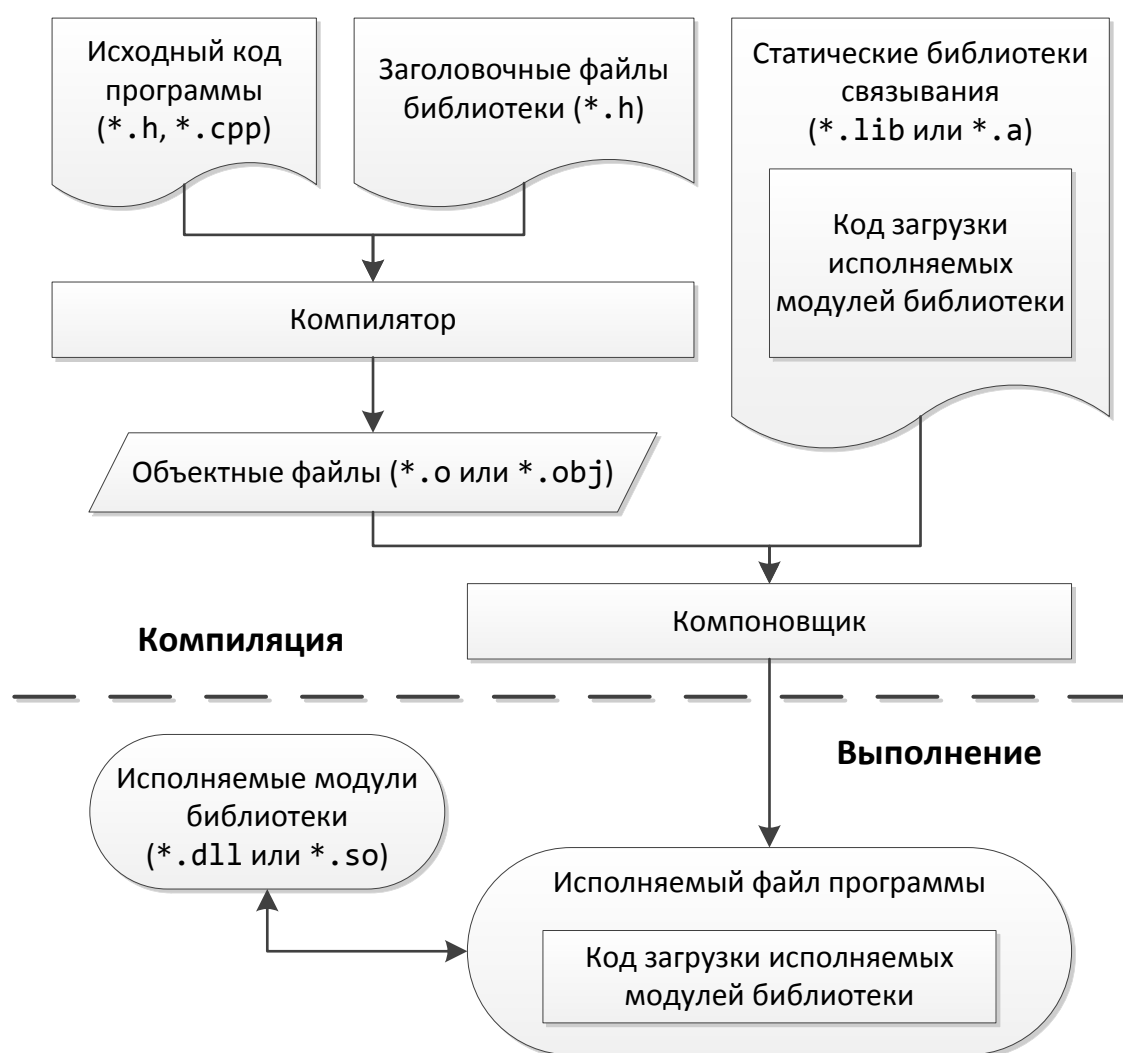 Исходный код
программы
(*.h, *.cpp)
Заголовочные файлы
библиотеки (*.h)
Статические библиотеки
связывания
(*.lib или *.a)
Код загрузки
исполняемых
модулей библиотеки
Компилятор
Объектные файлы (*.o или *.obj)
Компоновщик
Компиляция
Выполнение
Исполняемые модули
библиотеки
(*.dll или *.so)
Исполняемый файл программы
Код загрузки исполняемых
модулей библиотеки